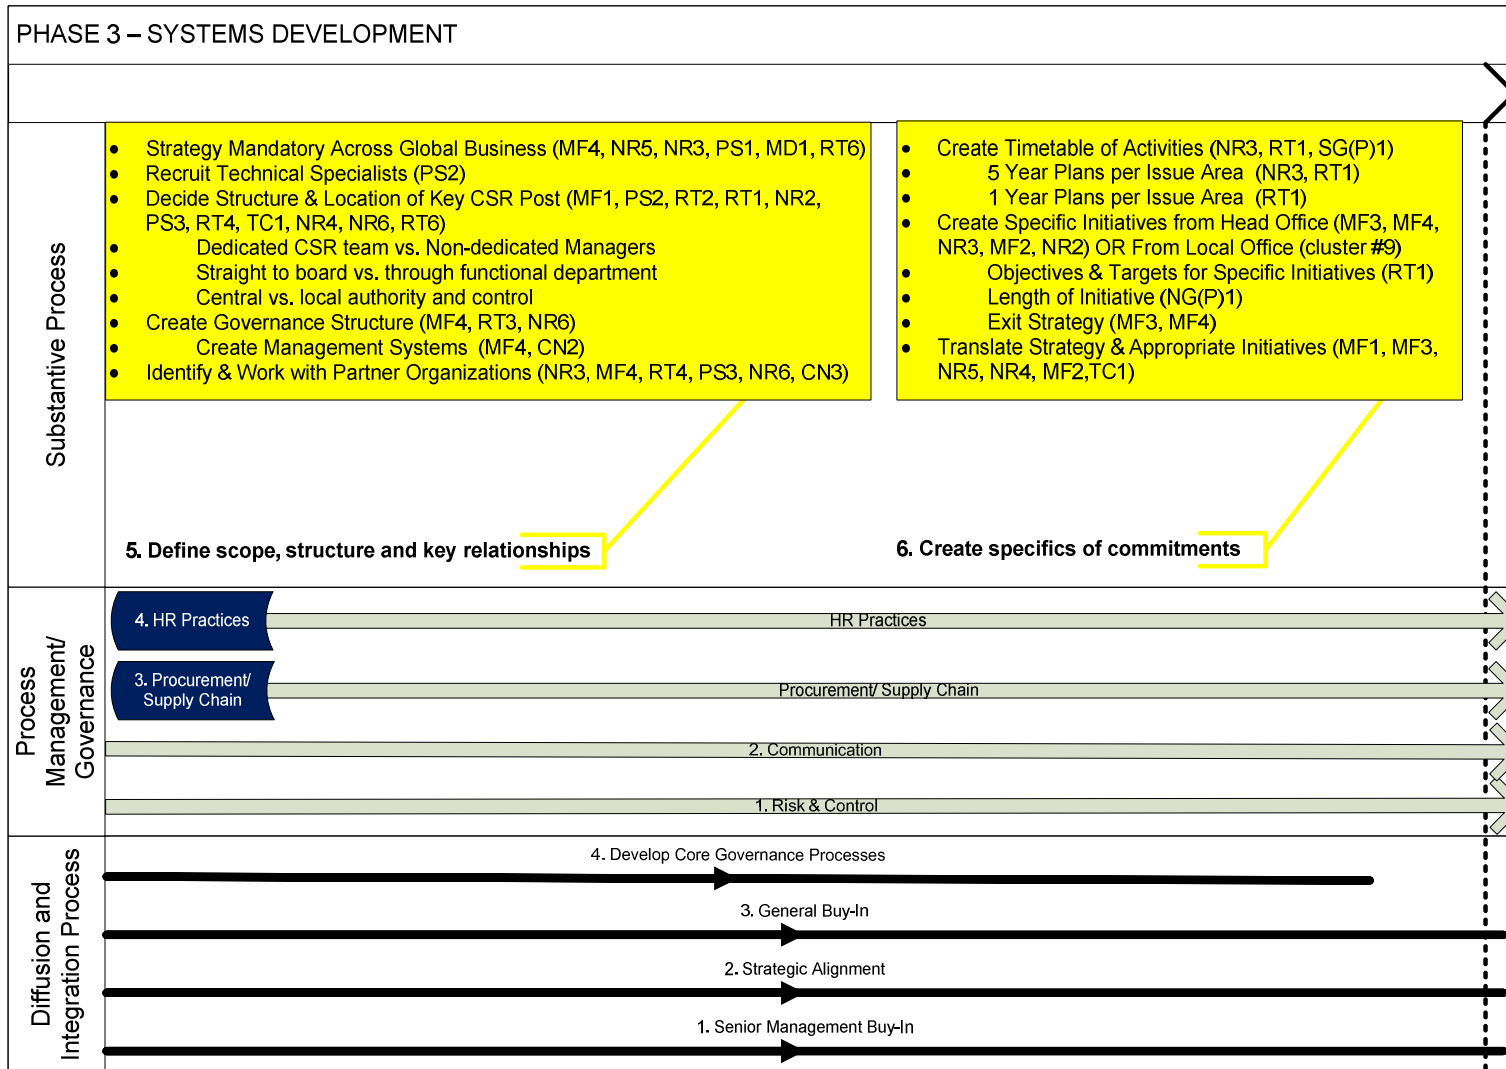 PHASE 3 – SYSTEMS DEVELOPMENT
Substantive Process
• Strategy Mandatory Across Global Business (MF4, NR5, NR3, PS1, MD1, RT6)
• Recruit Technical Specialists (PS2)
• Decide Structure & Location of Key CSR Post (MF1, PS2, RT2, RT1, NR2,
PS3, RT4, TC1, NR4, NR6, RT6)
• Dedicated CSR team vs. Non-dedicated Managers
• Straight to board vs. through functional department
• Central vs. local authority and control
• Create Governance Structure (MF4, RT3, NR6)
• Create Management Systems (MF4, CN2)
• Identify & Work with Partner Organizations (NR3, MF4, RT4, PS3, NR6, CN3)
5. Define scope, structure and key relationships
• Create Timetable of Activities (NR3, RT1, SG(P)1)
• 5 Year Plans per Issue Area (NR3, RT1)
• 1 Year Plans per Issue Area (RT1)
• Create Specific Initiatives from Head Office (MF3, MF4,
NR3, MF2, NR2) OR From Local Office (cluster #9)
• Objectives & Targets for Specific Initiatives (RT1)
• Length of Initiative (NG(P)1)
• Exit Strategy (MF3, MF4)
• Translate Strategy & Appropriate Initiatives (MF1, MF3,
NR5, NR4, MF2,TC1)
6. Create specifics of commitments
Process
Management/
Governance
4. HR Practices
HR Practices
3. Procurement/
Supply Chain
Procurement/ Supply Chain
2. Communication
1. Risk & Control
Diffusion and
Integration Process
4. Develop Core Governance Processes
3. General Buy-In
2. Strategic Alignment
1. Senior Management Buy-In